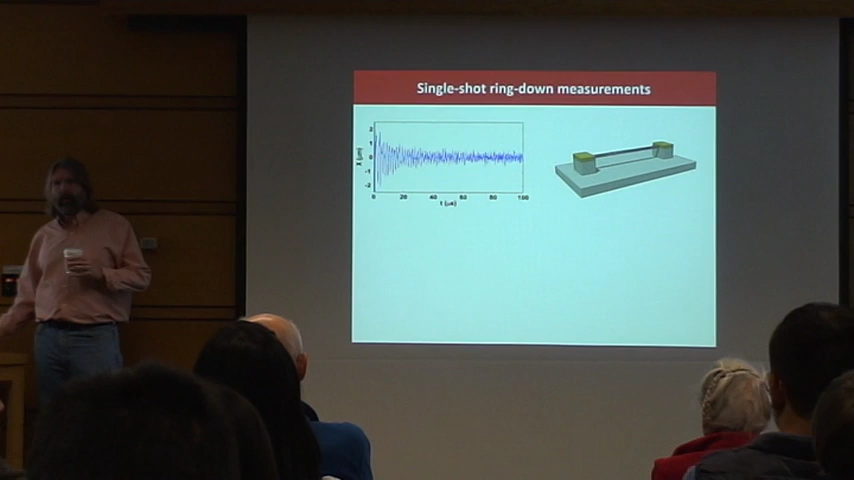 Single-shot ring-down measurements
2
1
0
-1
-2
X (μm)
0 20 40 60 80 100
t (μs)